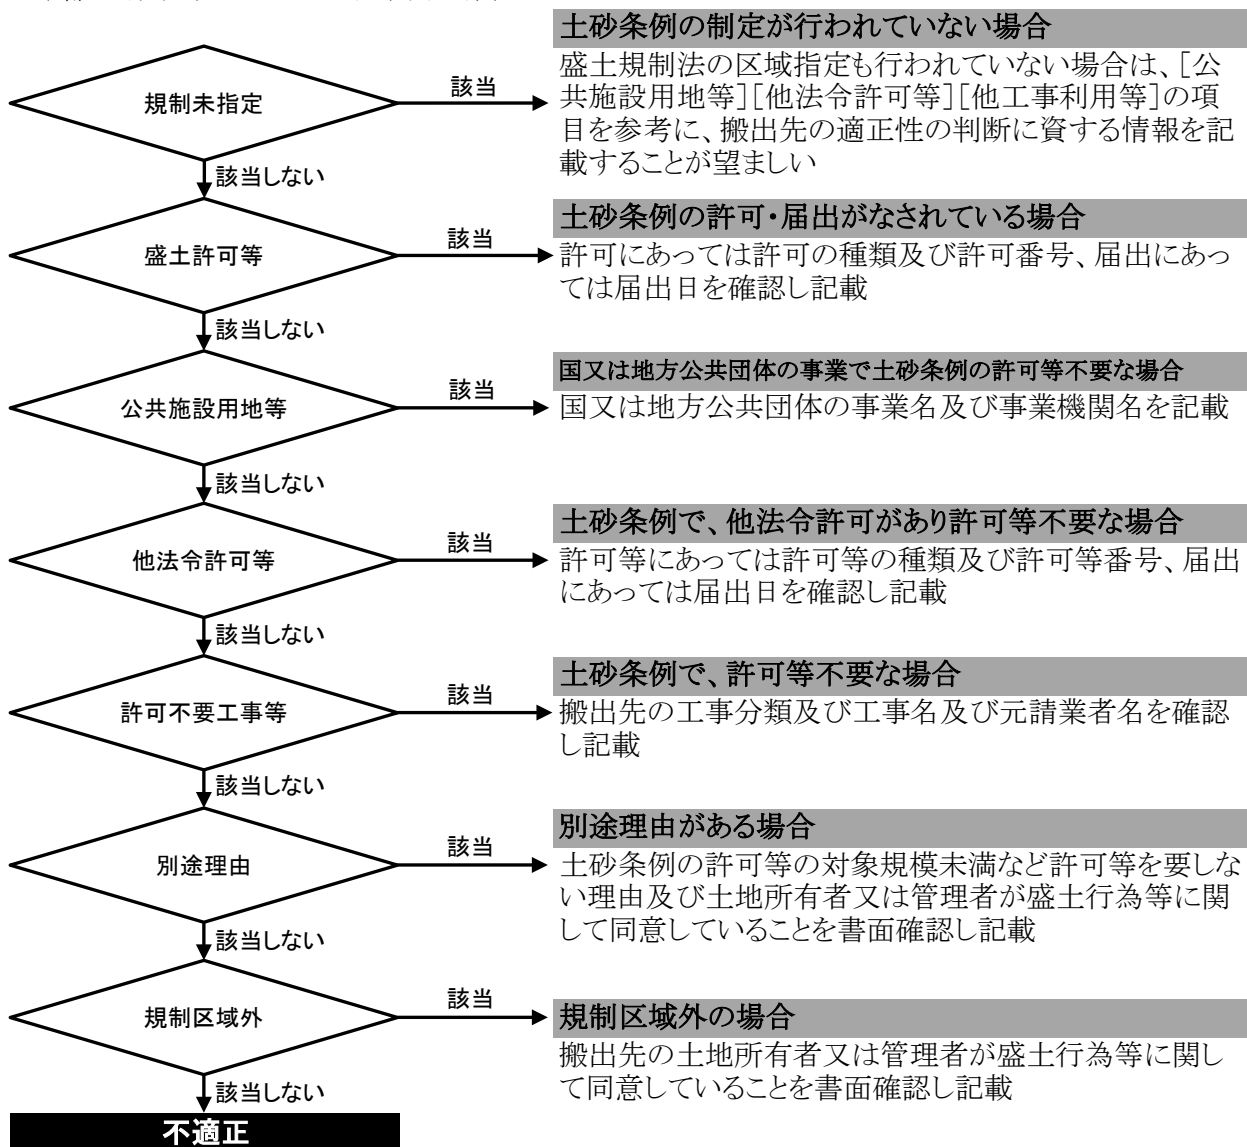 土砂条例の制定が行われていない場合
規制未指定
該当
盛土規制法の区域指定も行われていない場合は、[公
共施設用地等][他法令許可等][他工事利用等]の項
目を参考に、搬出先の適正性の判断に資する情報を記
載することが望ましい
該当しない
土砂条例の許可・届出がなされている場合
盛土許可等
該当
許可にあっては許可の種類及び許可番号、届出にあっ
ては届出日を確認し記載
該当しない
国又は地方公共団体の事業で土砂条例の許可等不要な場合
公共施設用地等
該当
国又は地方公共団体の事業名及び事業機関名を記載
該当しない
土砂条例で、他法令許可があり許可等不要な場合
他法令許可等
該当
許可等にあっては許可等の種類及び許可等番号、届出
にあっては届出日を確認し記載
該当しない
土砂条例で、許可等不要な場合
許可不要工事等
該当
搬出先の工事分類及び工事名及び元請業者名を確認
し記載
該当しない
別途理由がある場合
別途理由
該当
土砂条例の許可等の対象規模未満など許可等を要しな
い理由及び土地所有者又は管理者が盛土行為等に関
して同意していることを書面確認し記載
該当しない
規制区域外の場合
規制区域外
該当
搬出先の土地所有者又は管理者が盛土行為等に関し
て同意していることを書面確認し記載
該当しない
不適正